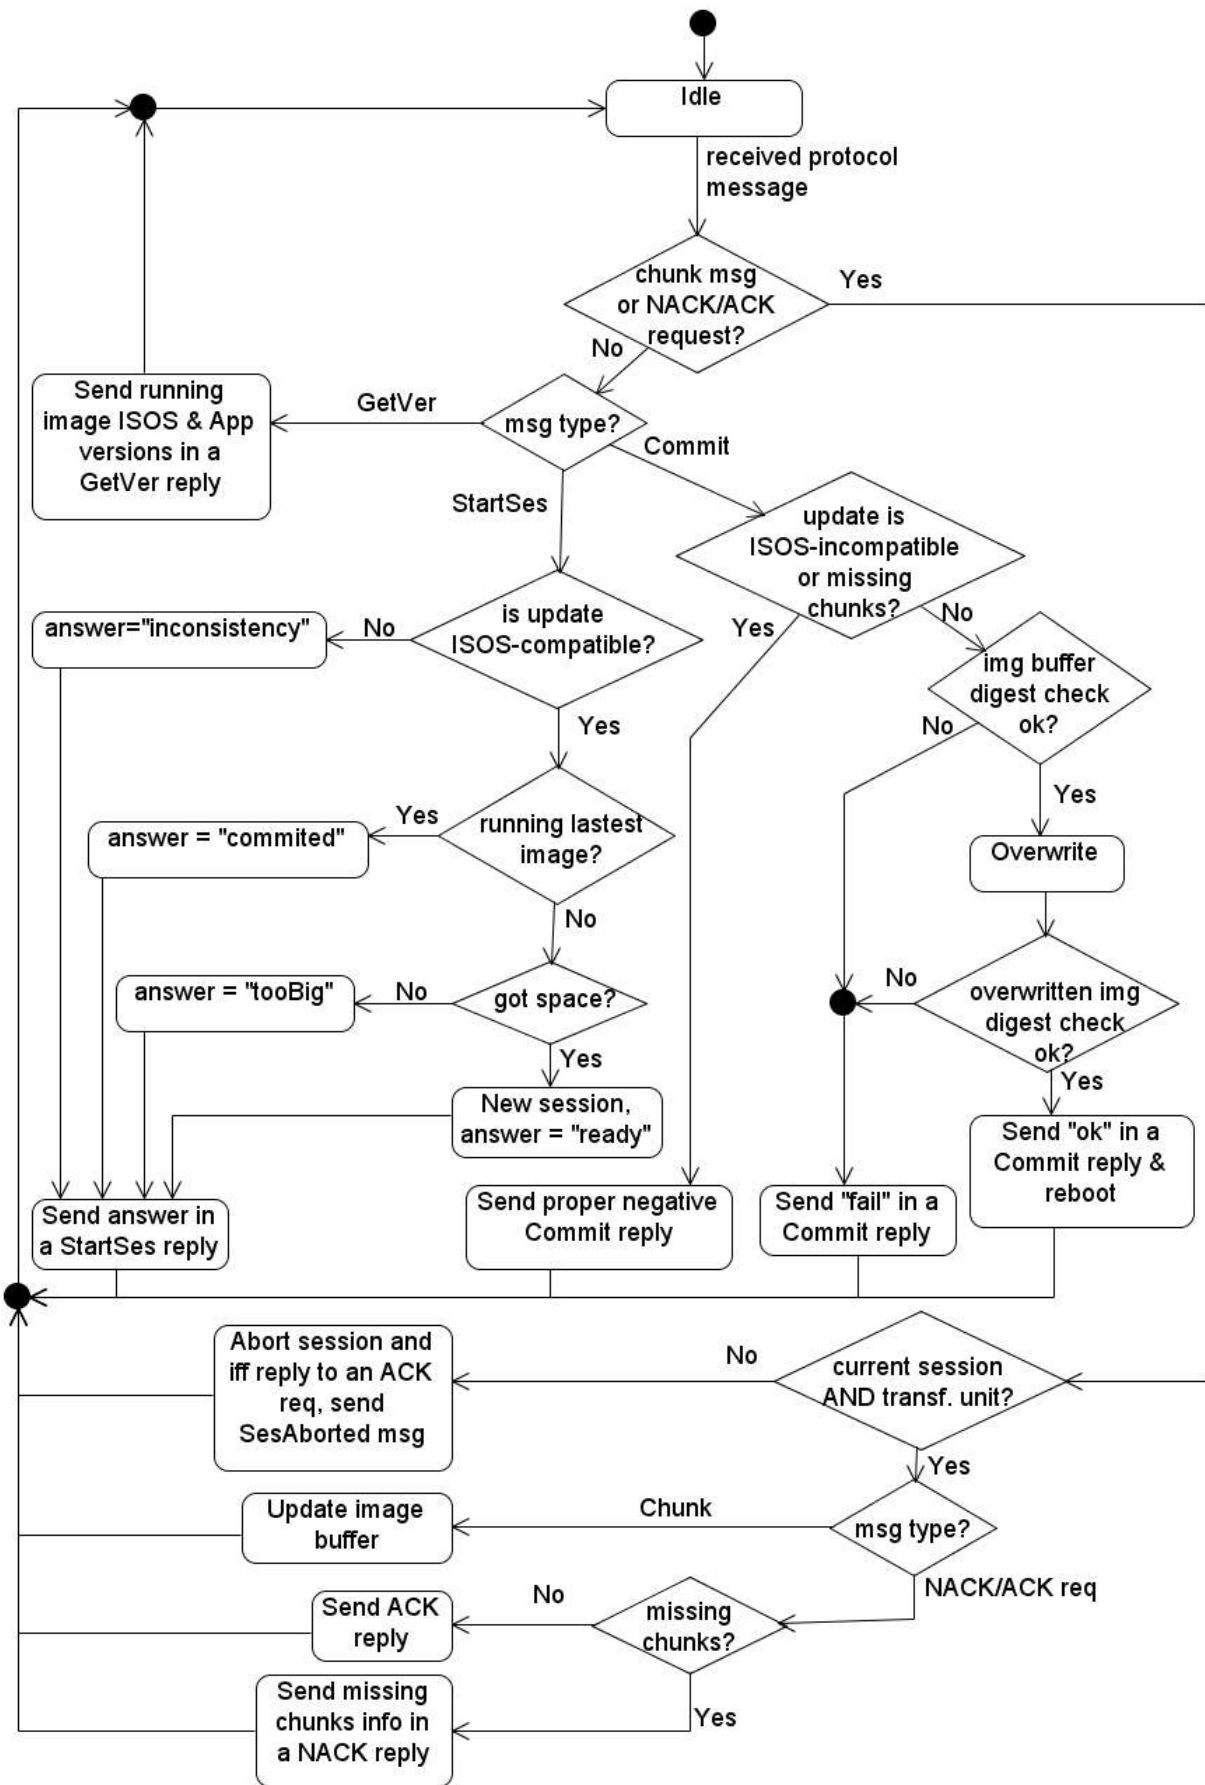 Idle
received protocol
message
chunk msg
or NACK/ACK
request?
Yes
No
Send running
image ISOS & App
versions in a
GetVer reply
GetVer
msg type?
Commit
StartSes
update is
ISOS-incompatible
or missing
chunks?
answer="inconsistency"
No
is update
ISOS-compatible?
Yes
No
img buffer
digest check
ok?
Yes
No
Yes
answer = "commited"
Yes
running lastest
image?
Overwrite
No
answer = "tooBig"
No
got space?
No
overwritten img
digest check
ok?
Yes
Yes
New session,
answer = "ready"
Send "ok" in a
Commit reply &
reboot
Send answer in
a StartSes reply
Send proper negative
Commit reply
Send "fail" in a
Commit reply
Abort session and
iff reply to an ACK
req, send
SesAborted msg
No
current session
AND transf. unit?
Yes
Update image
buffer
Chunk
msg type?
NACK/ACK req
Send ACK
reply
No
missing
chunks?
Send missing
chunks info in
a NACK reply
Yes